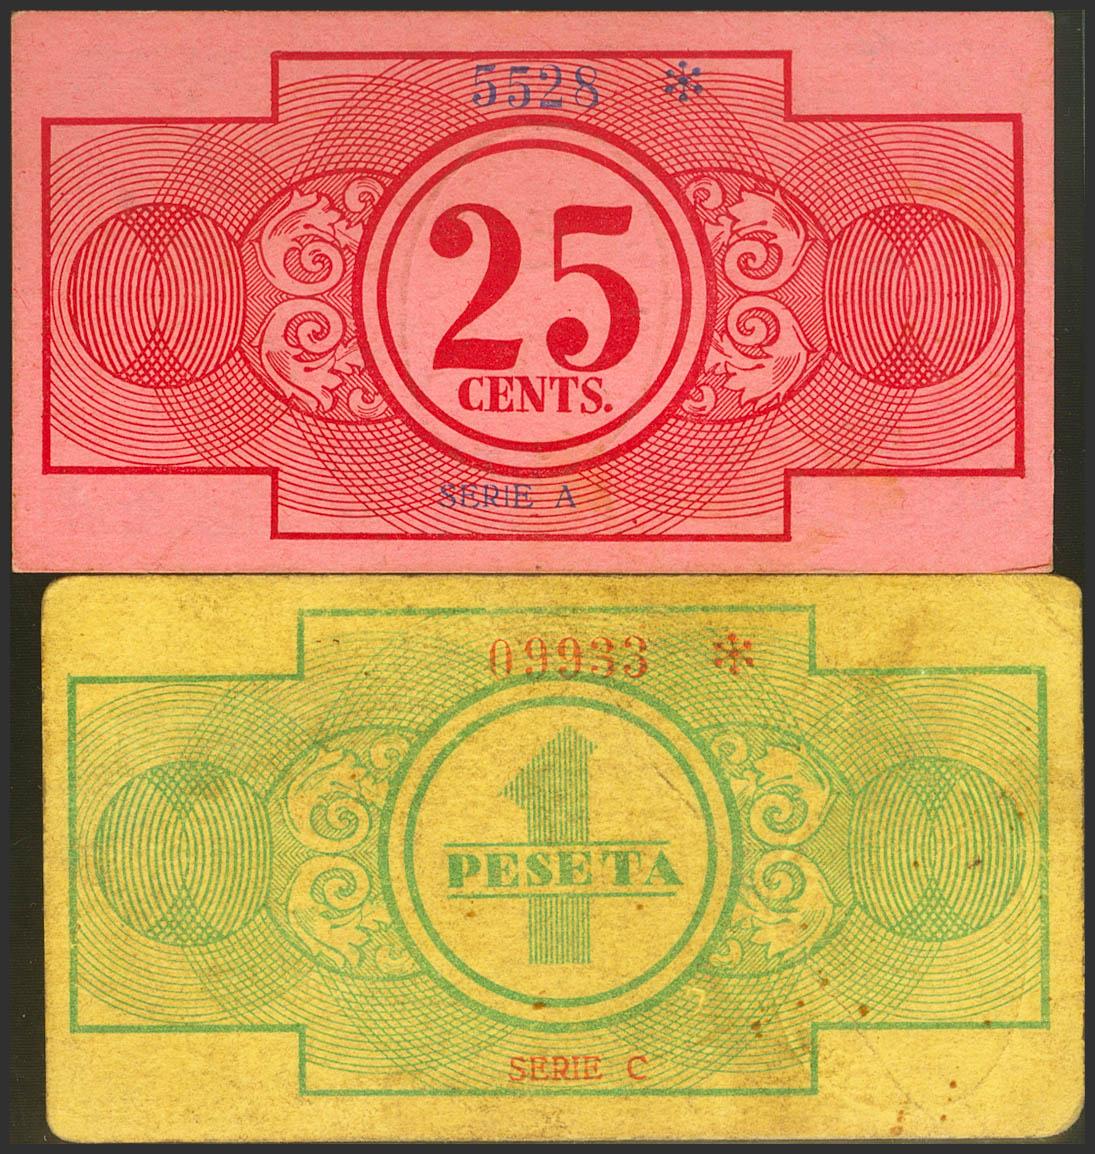 5528 *
25
CENTS.
SERIE A
09933 *
1
PESETA
SERIE C